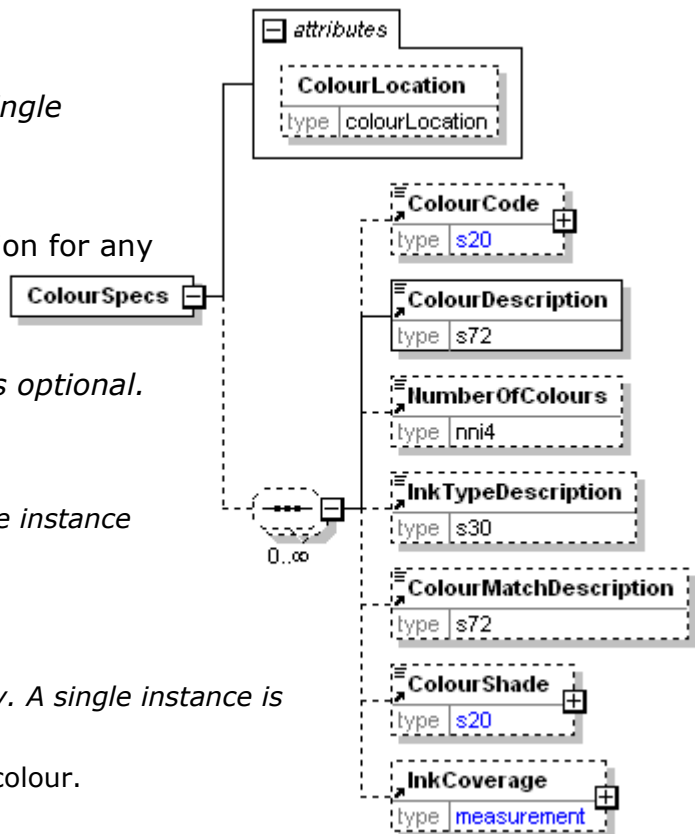 attributes
ColourLocation
type colourLocation
ngle
ColourCode
type s20
on for any
ColourSpecs
ColourDescription
type s72
s optional.
NumberOfColours
type nni4
InkTypeDescription
type s30
e instance
0..∞
ColourMatchDescription
type s72
ColourShade
type s20
. A single instance is
colour.
InkCoverage
type measurement